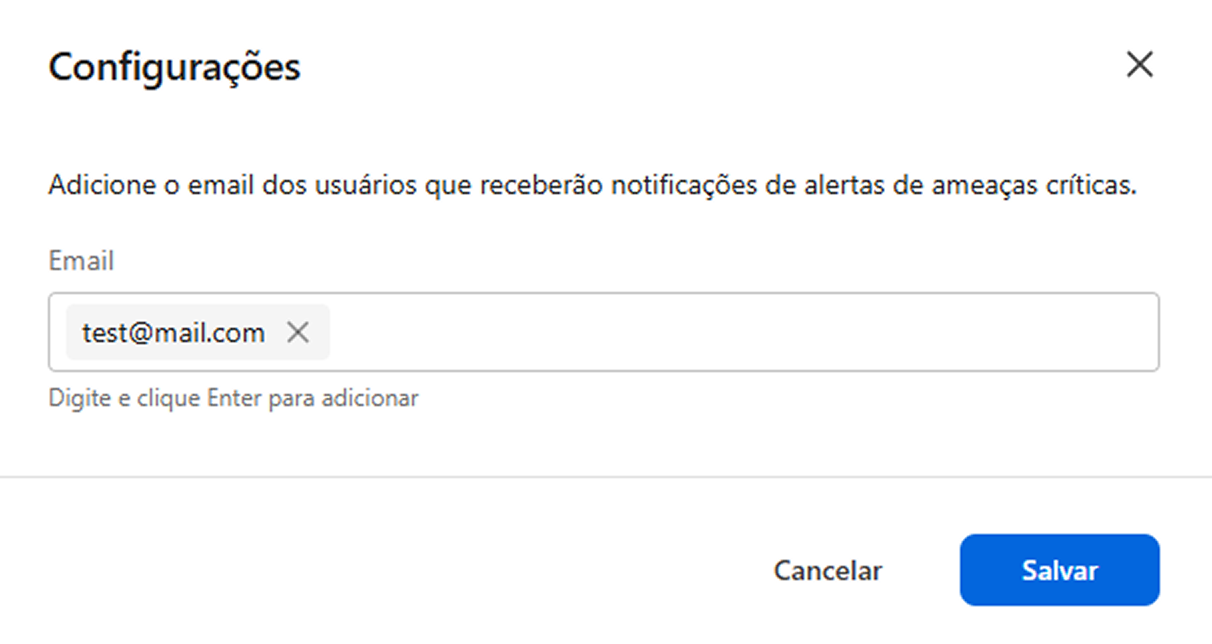 Configurações
Adicione o email dos usuários que receberão notificações de alertas de ameaças críticas.
Email
test@mail.com
Digite e clique Enter para adicionar
Cancelar
Salvar